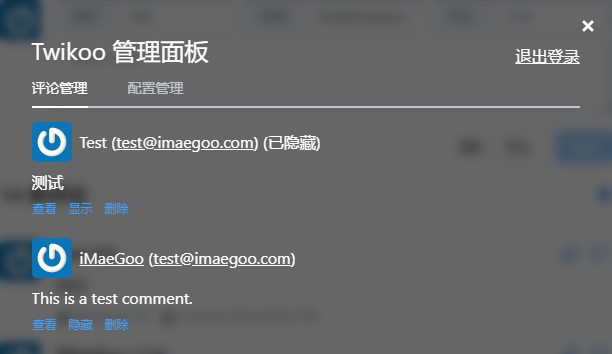 Twikoo 管理面板
退出登录
评论管理 配置管理
Test (test@imaegoo.com) (已隐藏)
测试
查看 显示 删除
iMaeGoo (test@imaegoo.com)
This is a test comment.
查看 隐藏 删除